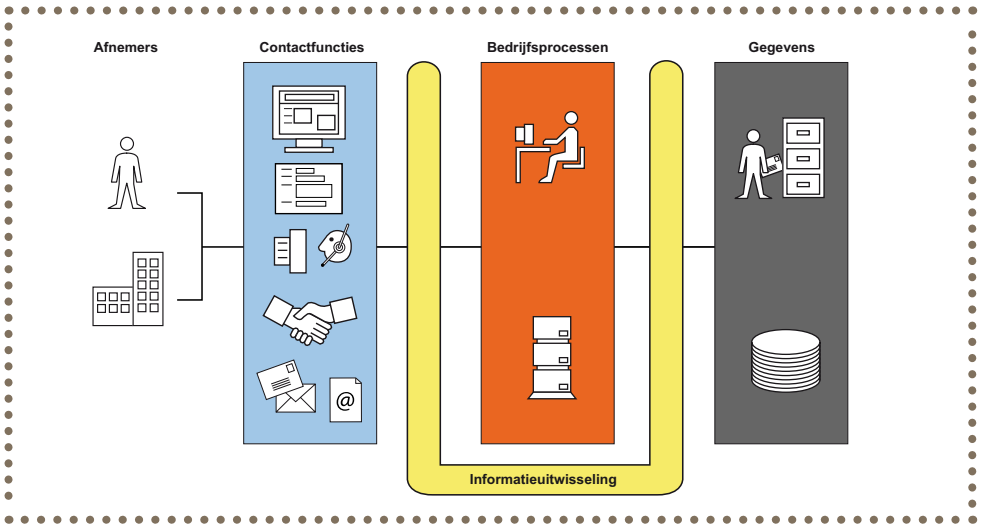 Afnemers
Contactfuncties
Bedrijfsprocessen
Gegevens
@
Informatieuitwisseling